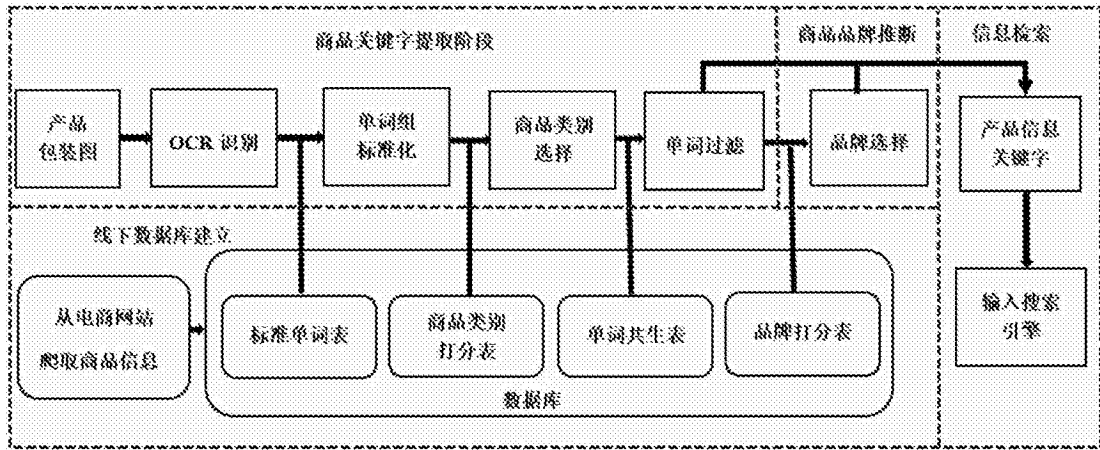 商品关键字提取阶段
商品品牌推断
信息检索
产品
包装图
OCR 识别
单词组
标准化
商品类别
选择
单词过滤
品牌选择
产品信息
关键字
线下数据库建立
从电商网站
爬取商品信息
标准单词表
商品类别
打分表
单词共生表
品牌打分表
数据库
输入搜索
引擎